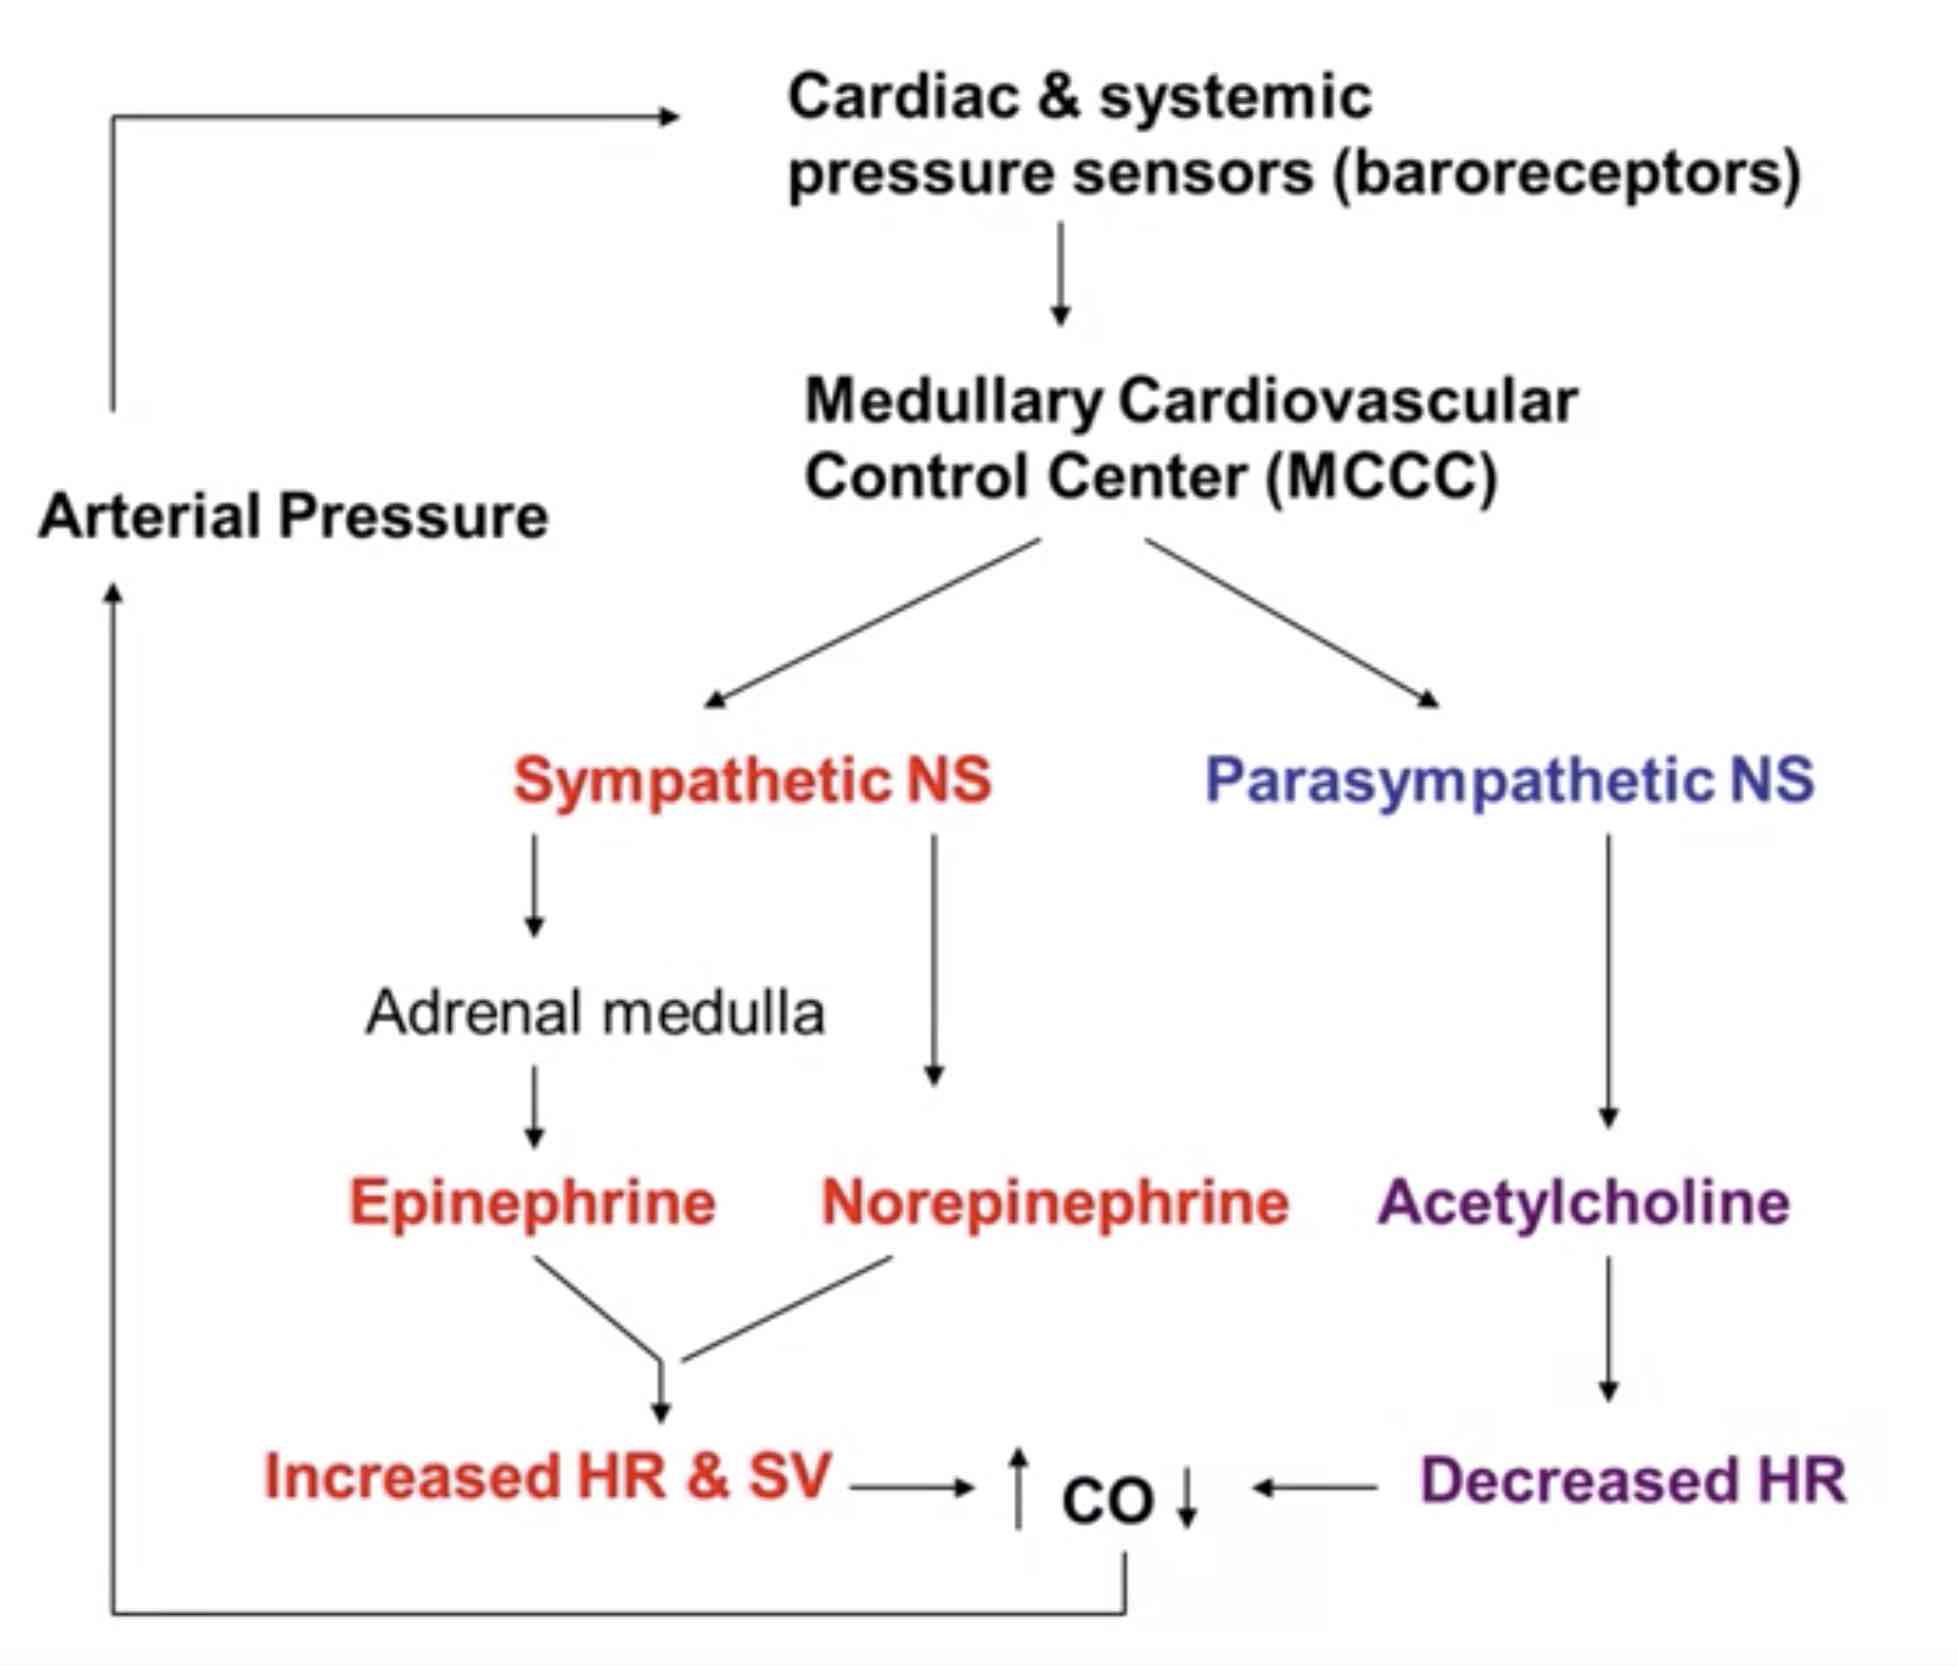 Cardiac & systemic
pressure sensors (baroreceptors)
Medullary Cardiovascular
Control Center (MCCC)
Arterial Pressure
Sympathetic NS
Parasympathetic NS
Adrenal medulla
Epinephrine
Norepinephrine
Acetylcholine
Increased HR & SV
CO
Decreased HR